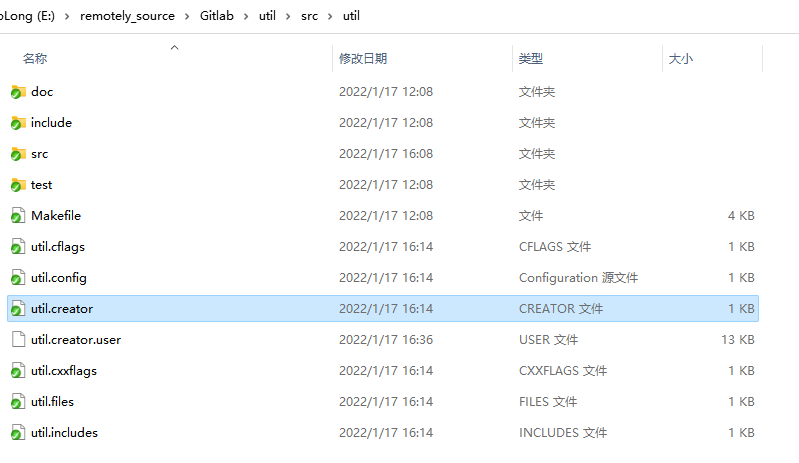 oLong (E:) › remotely_source › Gitlab › util › src › util
名称 修改日期 类型 大小
doc 2022/1/17 12:08 文件夹
include 2022/1/17 12:08 文件夹
src 2022/1/17 16:08 文件夹
test 2022/1/17 12:08 文件夹
Makefile 2022/1/17 12:08 文件 4 KB
util.cflags 2022/1/17 16:14 CFLAGS 文件 1 KB
util.config 2022/1/17 16:14 Configuration 源文件 1 KB
util.creator 2022/1/17 16:14 CREATOR 文件 1 KB
util.creator.user 2022/1/17 16:36 USER 文件 13 KB
util.cxxflags 2022/1/17 16:14 CXXFLAGS 文件 1 KB
util.files 2022/1/17 16:14 FILES 文件 1 KB
util.includes 2022/1/17 16:14 INCLUDES 文件 1 KB